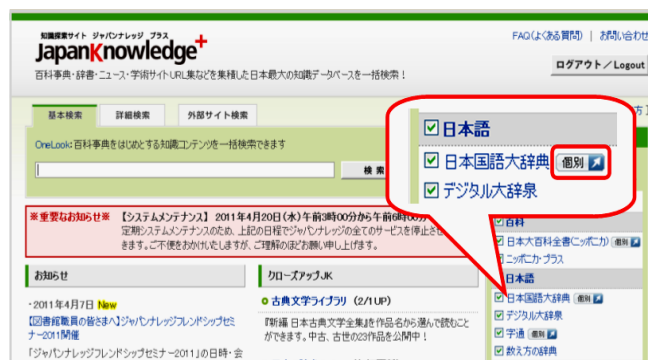 知識探索サイト ジャパンナレッジ プラス
JapanKnowledge+
百科事典・辞書・ニュース・学術サイトURL集などを集積した日本最大の知識データベースを一括検索！
FAQ(よくある質問) | お問い合わせ
ログアウト／Logout
基本検索 詳細検索 外部サイト検索
OneLook: 百科事典をはじめとする知識コンテンツを一括検索できます
検索
日本語
日本国語大辞典 個別
デジタル大辞泉
※重要なお知らせ※ 【システムメンテナンス】 2011年4月20日(水)午前3時00分から午前6時00分
定期システムメンテナンスのため、上記の日程でジャパンナレッジの全てのサービスを停止させ
きます。ご不便をおかけいたしますが、ご理解のほどお願い申し上げます。
お知らせ
・2011年4月7日 New
【図書館職員の皆さまへ】ジャパンナレッジフレンドシップセミ
ナー2011開催
「ジャパンナレッジフレンドシップセミナー2011」の日時・会
クローズアップJK
古典文学ライブラリ (2/1UP)
『新編 日本古典文学全集』を作品名から選んで読むこと
ができます。中古、古世の23作品を公開中！
百科
日本大百科全書(ニッポニカ) 個別
ニッポニカ・プラス
日本語
日本国語大辞典 個別
デジタル大辞泉
字通 個別
数え方の辞典